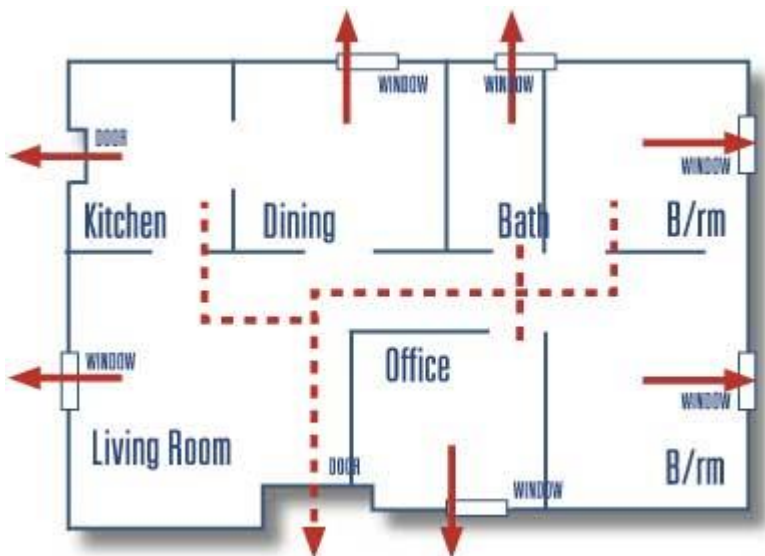 WINDOW
WINDOW
DOOR
WINDOW
Kitchen
Dining
Bath
B/rm
WINDOW
Office
WINDOW
Living Room
DOOR
B/rm
WINDOW